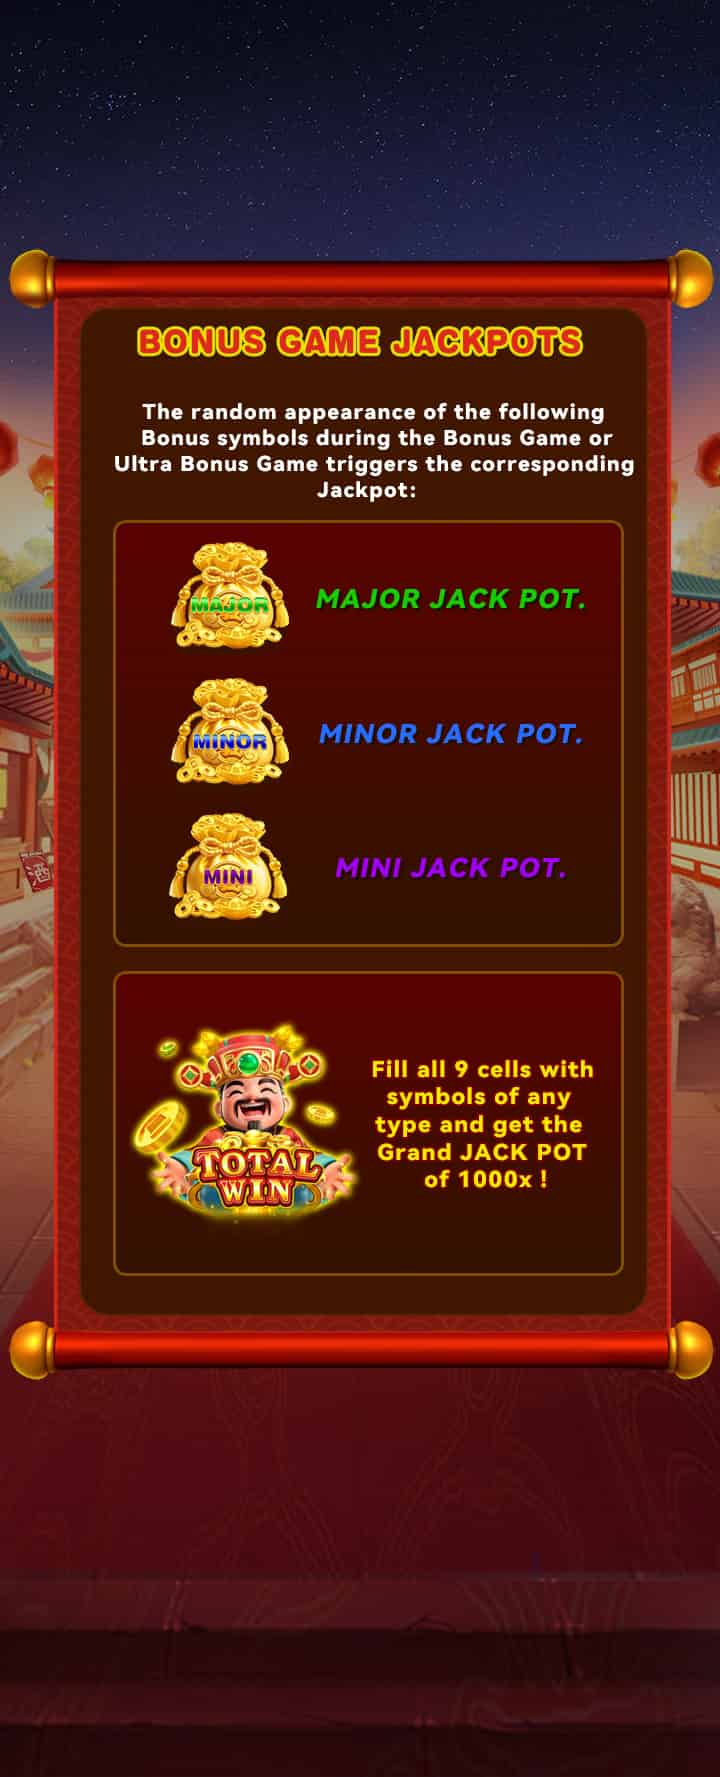 BONUS GAME JACKPOTS
The random appearance of the following
Bonus symbols during the Bonus Game or
Ultra Bonus Game triggers the corresponding
Jackpot:
MAJOR
MAJOR JACK POT.
MINOR
MINOR JACK POT.
MINI
MINI JACK POT.
Fill all 9 cells with
symbols of any
type and get the
Grand JACK POT
of 1000x !
TOTAL
WIN
酒